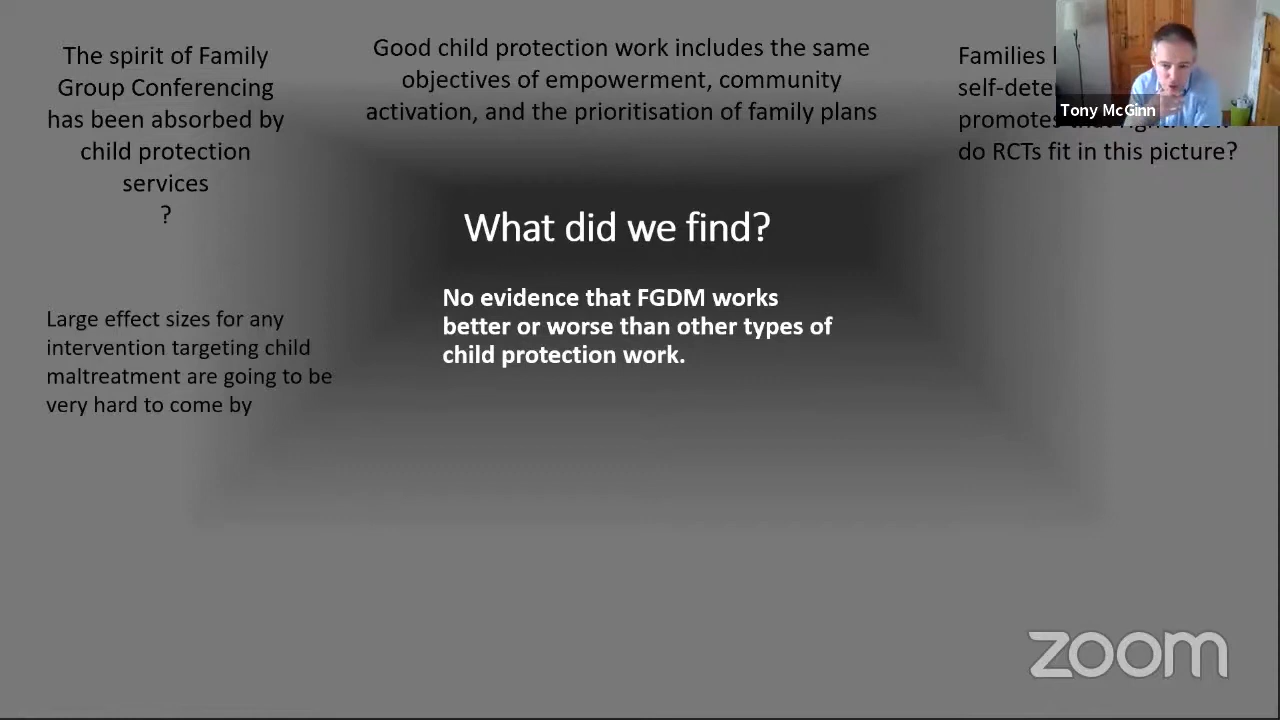 The spirit of Family
Group Conferencing
has been absorbed by
child protection
services
?
Good child protection work includes the same
objectives of empowerment, community
activation, and the prioritisation of family plans
Families
promotes that
do RCTs fit in this picture?
Tony McGinn
What did we find?
No evidence that FGDM works
better or worse than other types of
child protection work.
Large effect sizes for any
intervention targeting child
maltreatment are going to be
very hard to come by
zoom